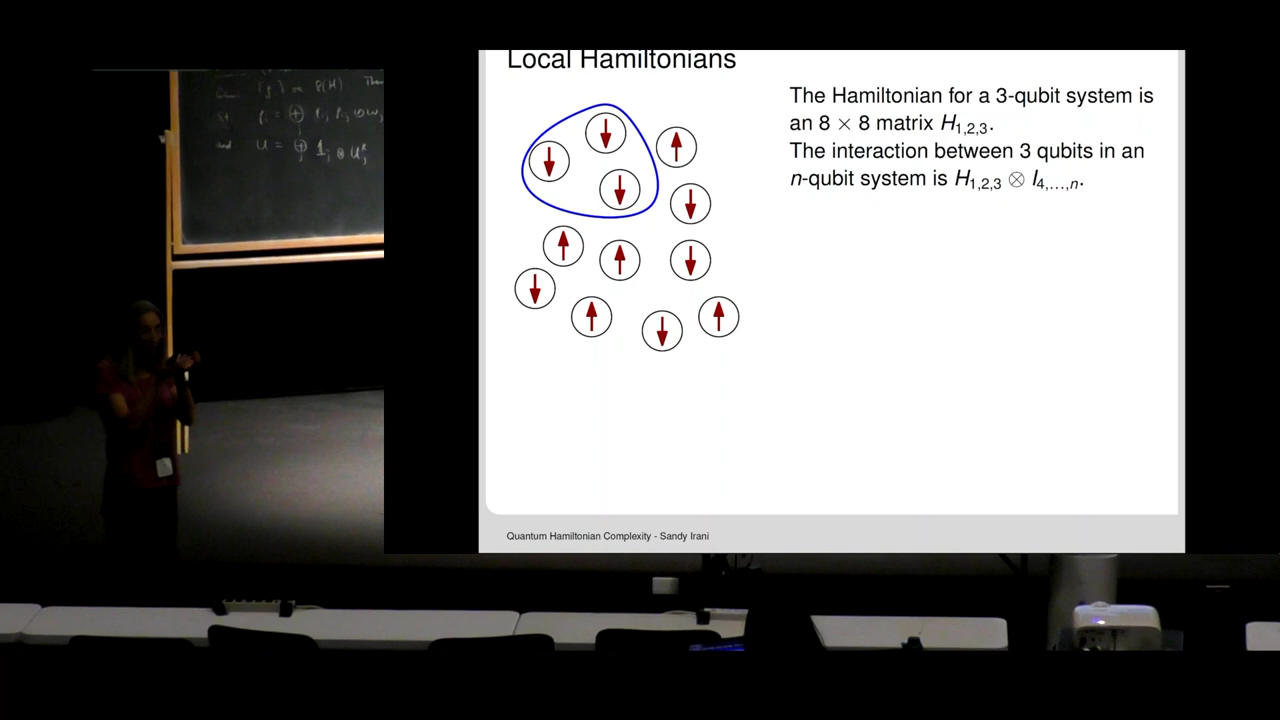 Local Hamiltonians
The Hamiltonian for a 3-qubit system is
an 8 × 8 matrix H₁,₂,₃.
The interaction between 3 qubits in an
n-qubit system is H₁,₂,₃ ⊗ I₄,…,ₙ.
Quantum Hamiltonian Complexity - Sandy Irani
and U = ⊕